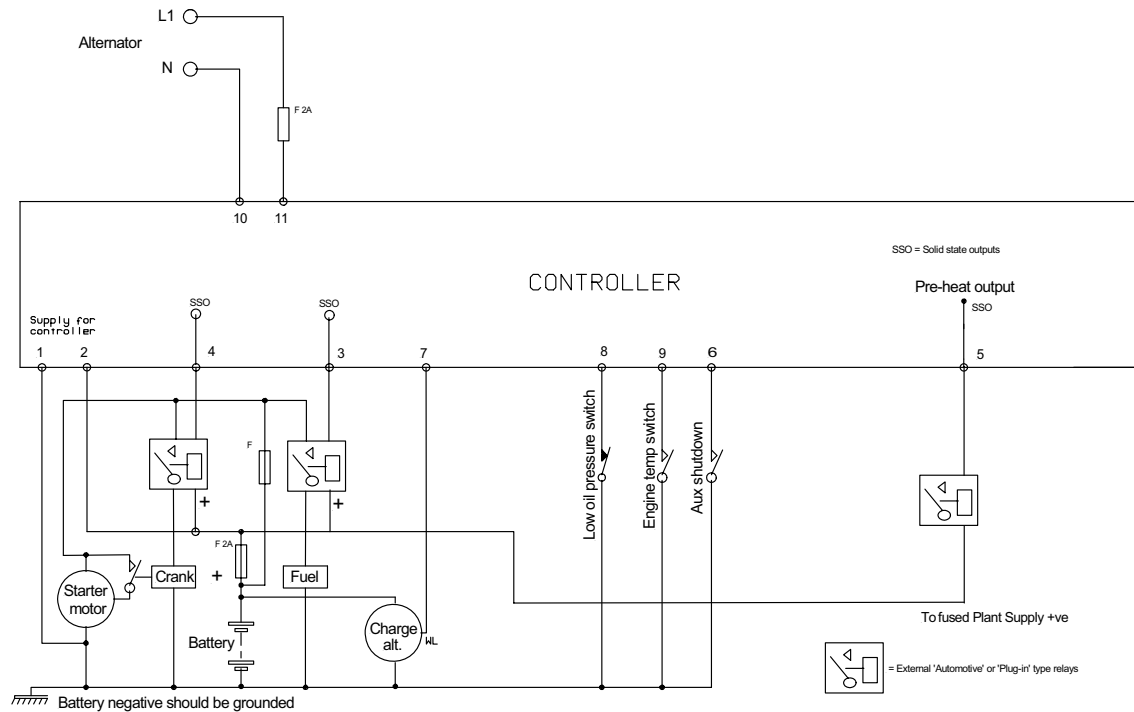 L1
Alternator
N
F 2A
10
11
SSO = Solid state outputs
CONTROLLER
Pre-heat output
SSO
SSO
SSO
Supply for
controller
1
2
4
3
7
8
9
6
5
Low oil pressure switch
Engine temp switch
Aux shutdown
F
+
+
F 2A
+
Crank
Fuel
Starter
motor
Battery
Charge
alt.
WL
To fused Plant Supply +ve
= External 'Automotive' or 'Plug-in' type relays
Battery negative should be grounded